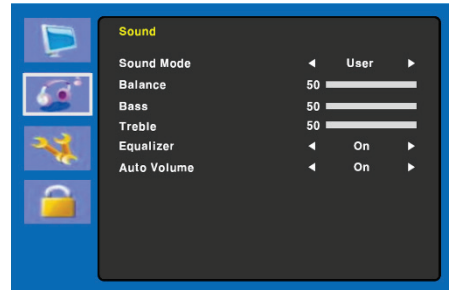 Sound
Sound Mode ◀ User ▶
Balance 50
Bass 50
Treble 50
Equalizer ◀ On ▶
Auto Volume ◀ On ▶